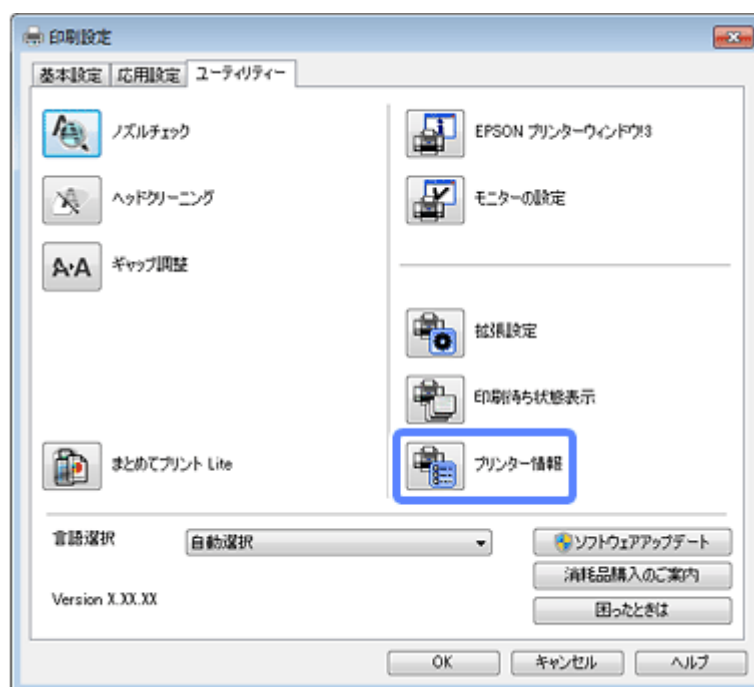 印刷設定
基本設定 応用設定 ユーティリティー
ノズルチェック
EPSON プリンターウィンドウ!3
ヘッドクリーニング
モニターの設定
ギャップ調整
拡張設定
印刷待ち状態表示
まとめてプリント Lite
プリンター情報
言語選択
自動選択
ソフトウェアアップデート
消耗品購入のご案内
Version X.XX.XX
困ったときは
OK キャンセル ヘルプ